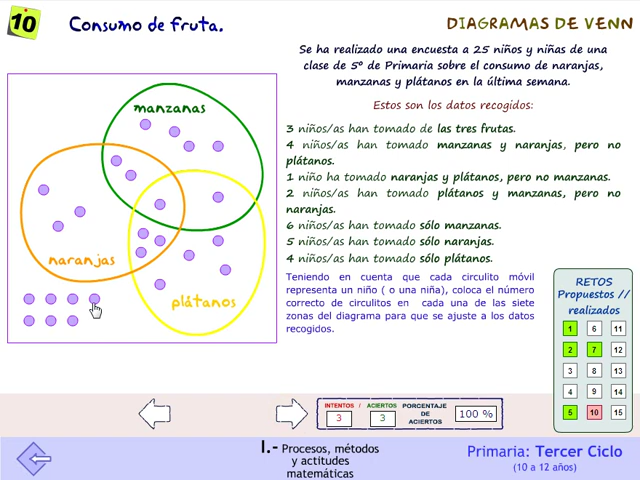 10
Consumo de fruta.
DIAGRAMAS DE VENN
Se ha realizado una encuesta a 25 niños y niñas de una
clase de 5º de Primaria sobre el consumo de naranjas,
manzanas y plátanos en la última semana.
Estos son los datos recogidos:
3 niños/as han tomado de las tres frutas.
4 niños/as han tomado manzanas y naranjas, pero no
plátanos.
1 niño ha tomado naranjas y plátanos, pero no manzanas.
2 niños/as han tomado plátanos y manzanas, pero no
naranjas.
6 niños/as han tomado sólo manzanas.
5 niños/as han tomado sólo naranjas.
4 niños/as han tomado sólo plátanos.
Teniendo en cuenta que cada circulito móvil
representa un niño ( o una niña), coloca el número
correcto de circulitos en cada una de las siete
zonas del diagrama para que se ajuste a los datos
recogidos.
manzanas
naranjas
plátanos
RETOS
Propuestos //
realizados
1 6 11
2 7 12
3 8 13
4 9 14
5 10 15
INTENTOS / ACIERTOS
3 3
PORCENTAJE
DE
ACIERTOS
100 %
I.- Procesos, métodos
y actitudes
matemáticas
Primaria: Tercer Ciclo
(10 a 12 años)